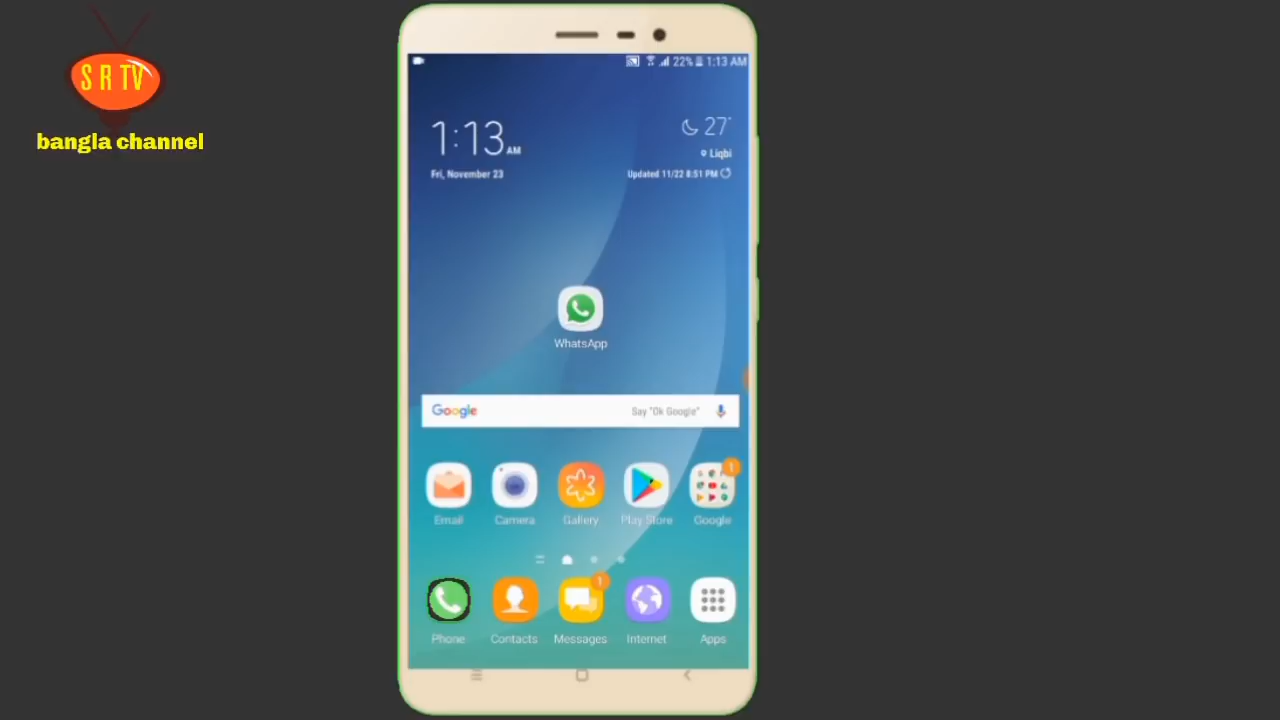 S R TV
bangla channel
22% 1:13 AM
1:13 AM
27°
Liqbi
Fri, November 23
Updated 11/22 8:51 PM
WhatsApp
Google
Say "Ok Google"
1
Email
Camera
Gallery
Play Store
Google
1
Phone
Contacts
Messages
Internet
Apps